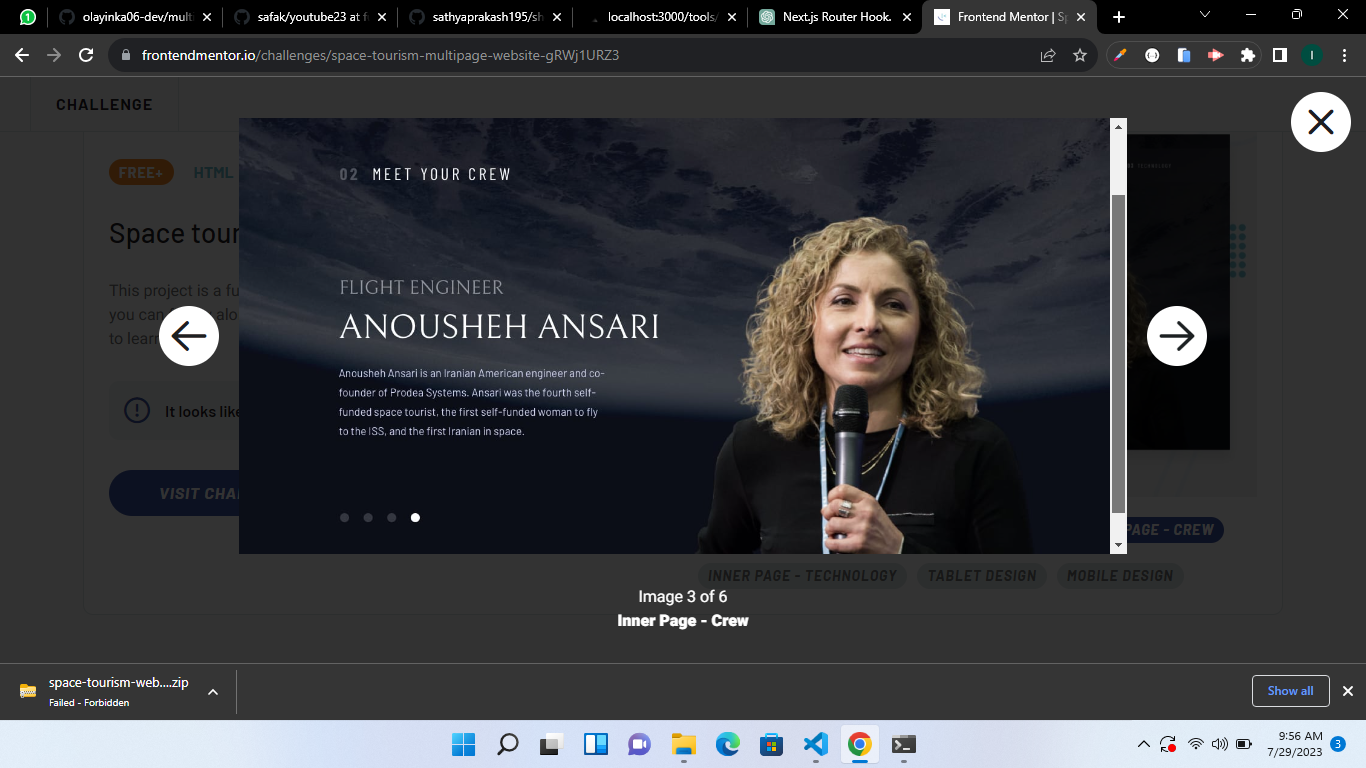 1
olayinka06-dev/mult
safak/youtube23 at f
sathyaprakash195/sh
localhost:3000/tools/
Next.js Router Hook.
Frontend Mentor | Sp
frontendmentor.io/challenges/space-tourism-multipage-website-gRWj1URZ3
I
CHALLENGE
FREE+
HTML
TECHNOLOGY
02 MEET YOUR CREW
Space tour
This project is a fu
you can
alo
to learn
FLIGHT ENGINEER
ANOUSHEH ANSARI
Anousheh Ansari is an Iranian American engineer and co-
founder of Prodea Systems. Ansari was the fourth self-
funded space tourist, the first self-funded woman to fly
to the ISS, and the first Iranian in space.
It looks like
VISIT CHA
PAGE - CREW
INNER PAGE - TECHNOLOGY
TABLET DESIGN
MOBILE DESIGN
Image 3 of 6
Inner Page - Crew
space-tourism-web....zip
Failed - Forbidden
Show all
9:56 AM
7/29/2023
3